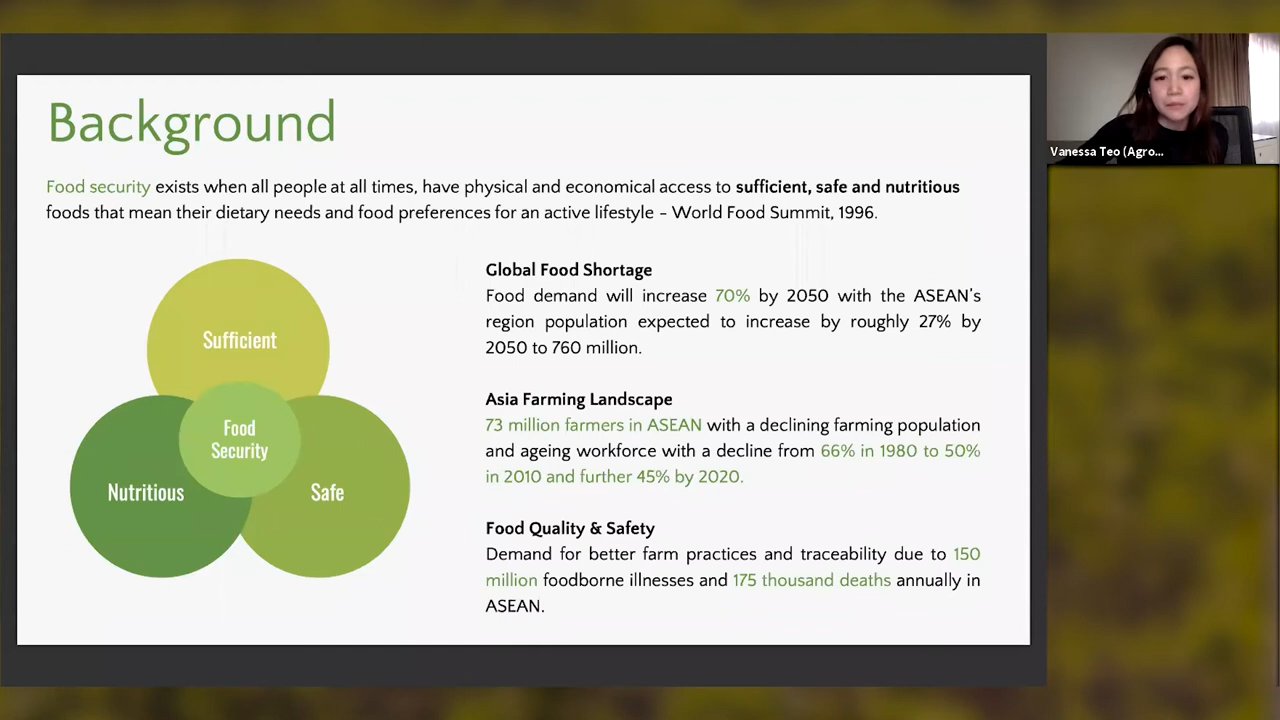 Background
Food security exists when all people at all times, have physical and economical access to sufficient, safe and nutritious
foods that mean their dietary needs and food preferences for an active lifestyle - World Food Summit, 1996.
Sufficient
Food
Security
Nutritious
Safe
Global Food Shortage
Food demand will increase 70% by 2050 with the ASEAN's
region population expected to increase by roughly 27% by
2050 to 760 million.
Asia Farming Landscape
73 million farmers in ASEAN with a declining farming population
and ageing workforce with a decline from 66% in 1980 to 50%
in 2010 and further 45% by 2020.
Food Quality & Safety
Demand for better farm practices and traceability due to 150
million foodborne illnesses and 175 thousand deaths annually in
ASEAN.
Vanessa Teo (Agro...